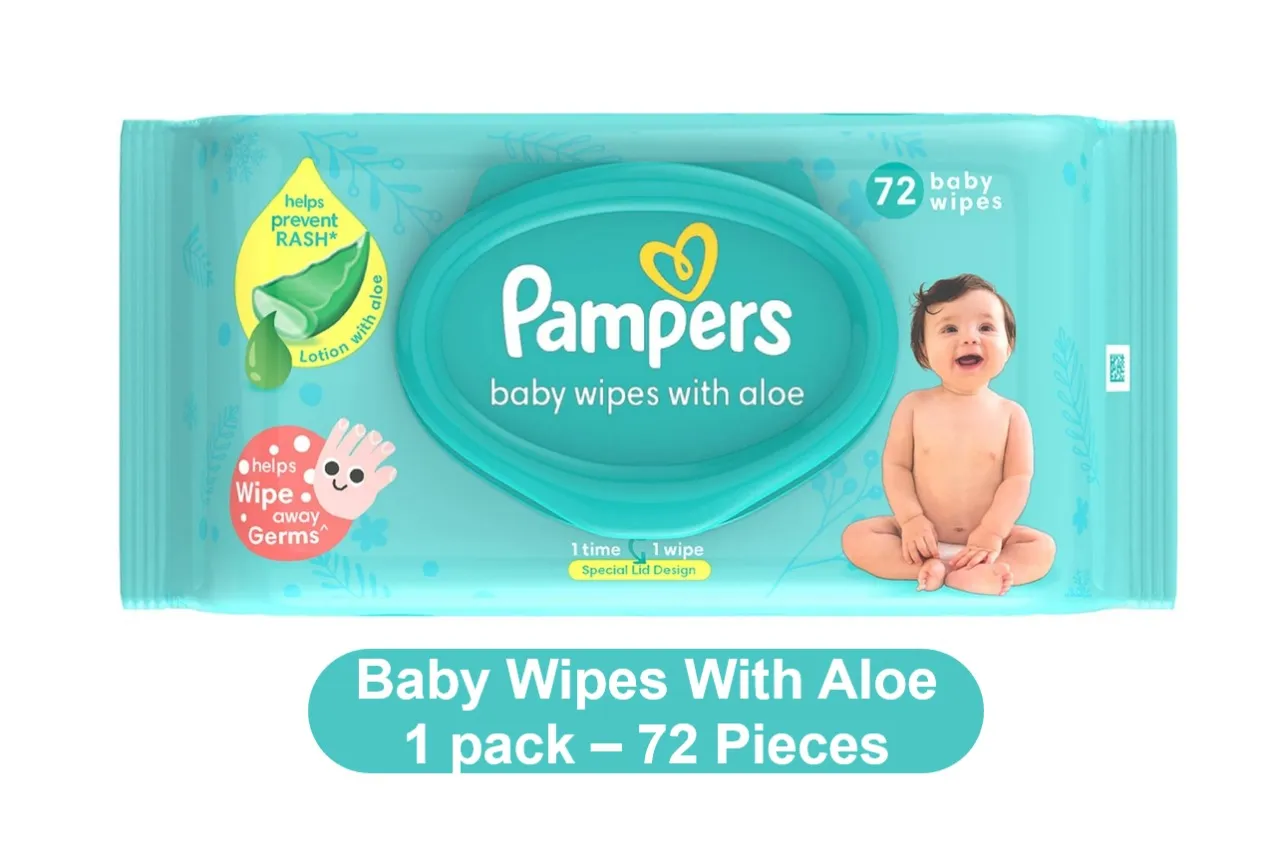 helps
prevent
RASH*
Lotion with aloe
72 baby
wipes
Pampers
baby wipes with aloe
helps
Wipe
away
Germs^
1 time 1 wipe
Special Lid Design
Baby Wipes With Aloe
1 pack – 72 Pieces